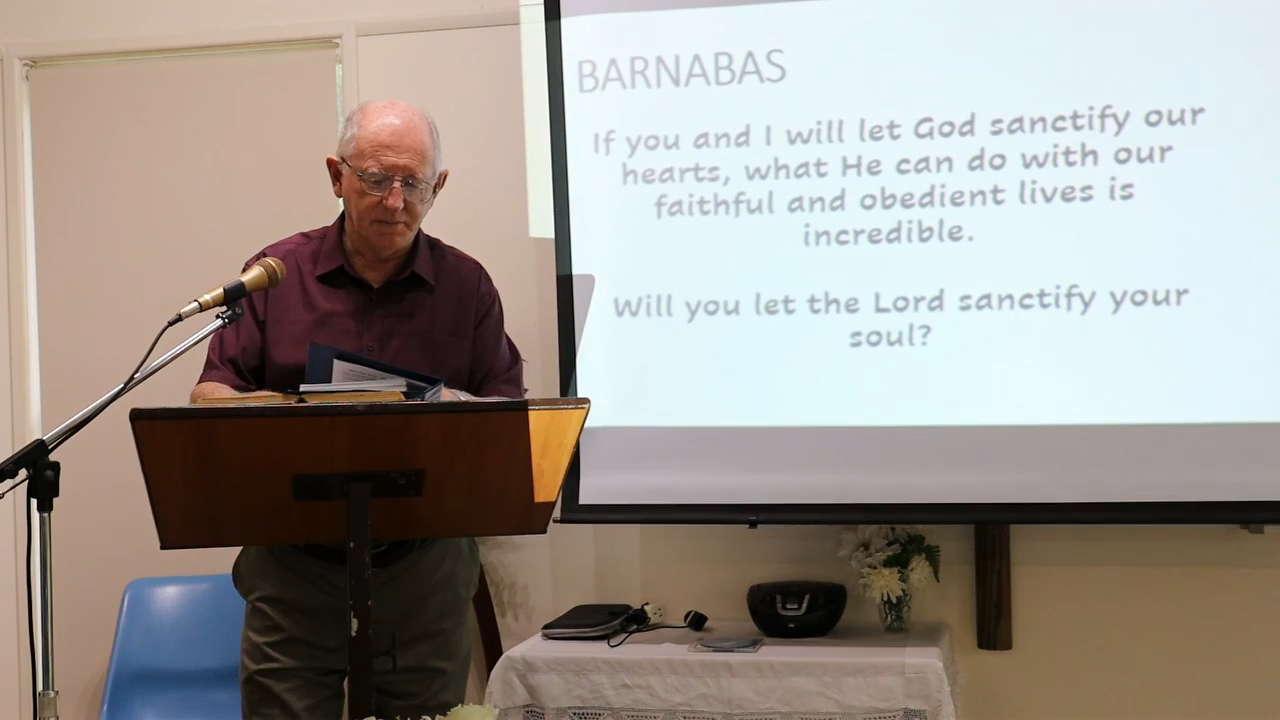 BARNABAS
If you and I will let God sanctify our
hearts, what He can do with our
faithful and obedient lives is
incredible.
Will you let the Lord sanctify your
soul?